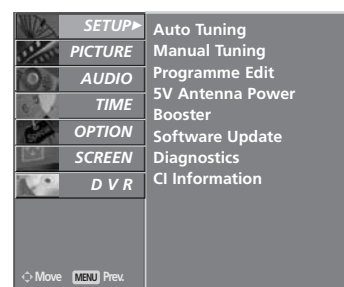 SETUP
PICTURE
AUDIO
TIME
OPTION
SCREEN
D V R
Auto Tuning
Manual Tuning
Programme Edit
5V Antenna Power
Booster
Software Update
Diagnostics
CI Information
Move MENU Prev.